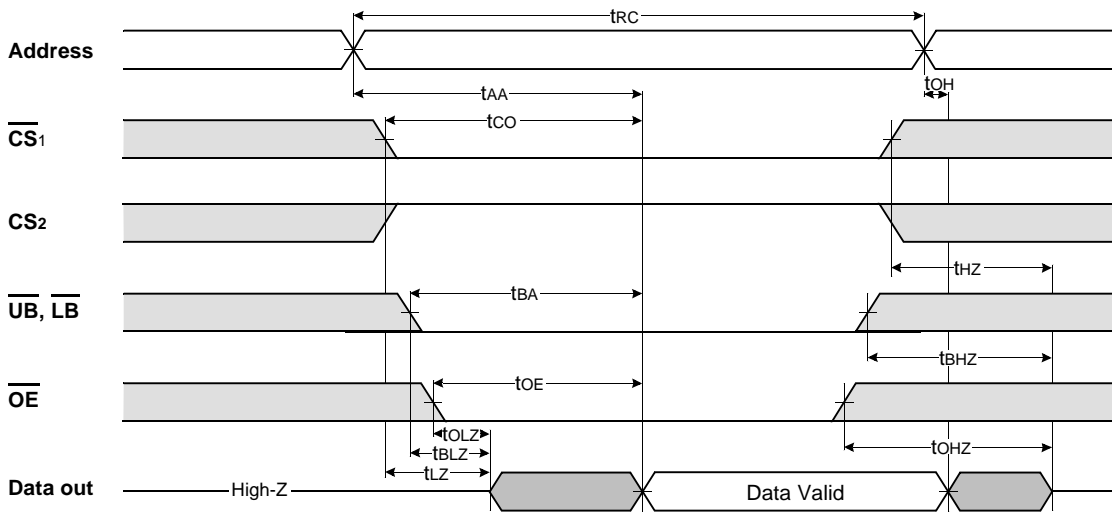 tRC
Address
tOH
tAA
tCO
CS1
CS2
tHZ
tBA
UB, LB
tBHZ
tOE
OE
tOLZ
tBLZ
tOHZ
tLZ
Data out
High-Z
Data Valid